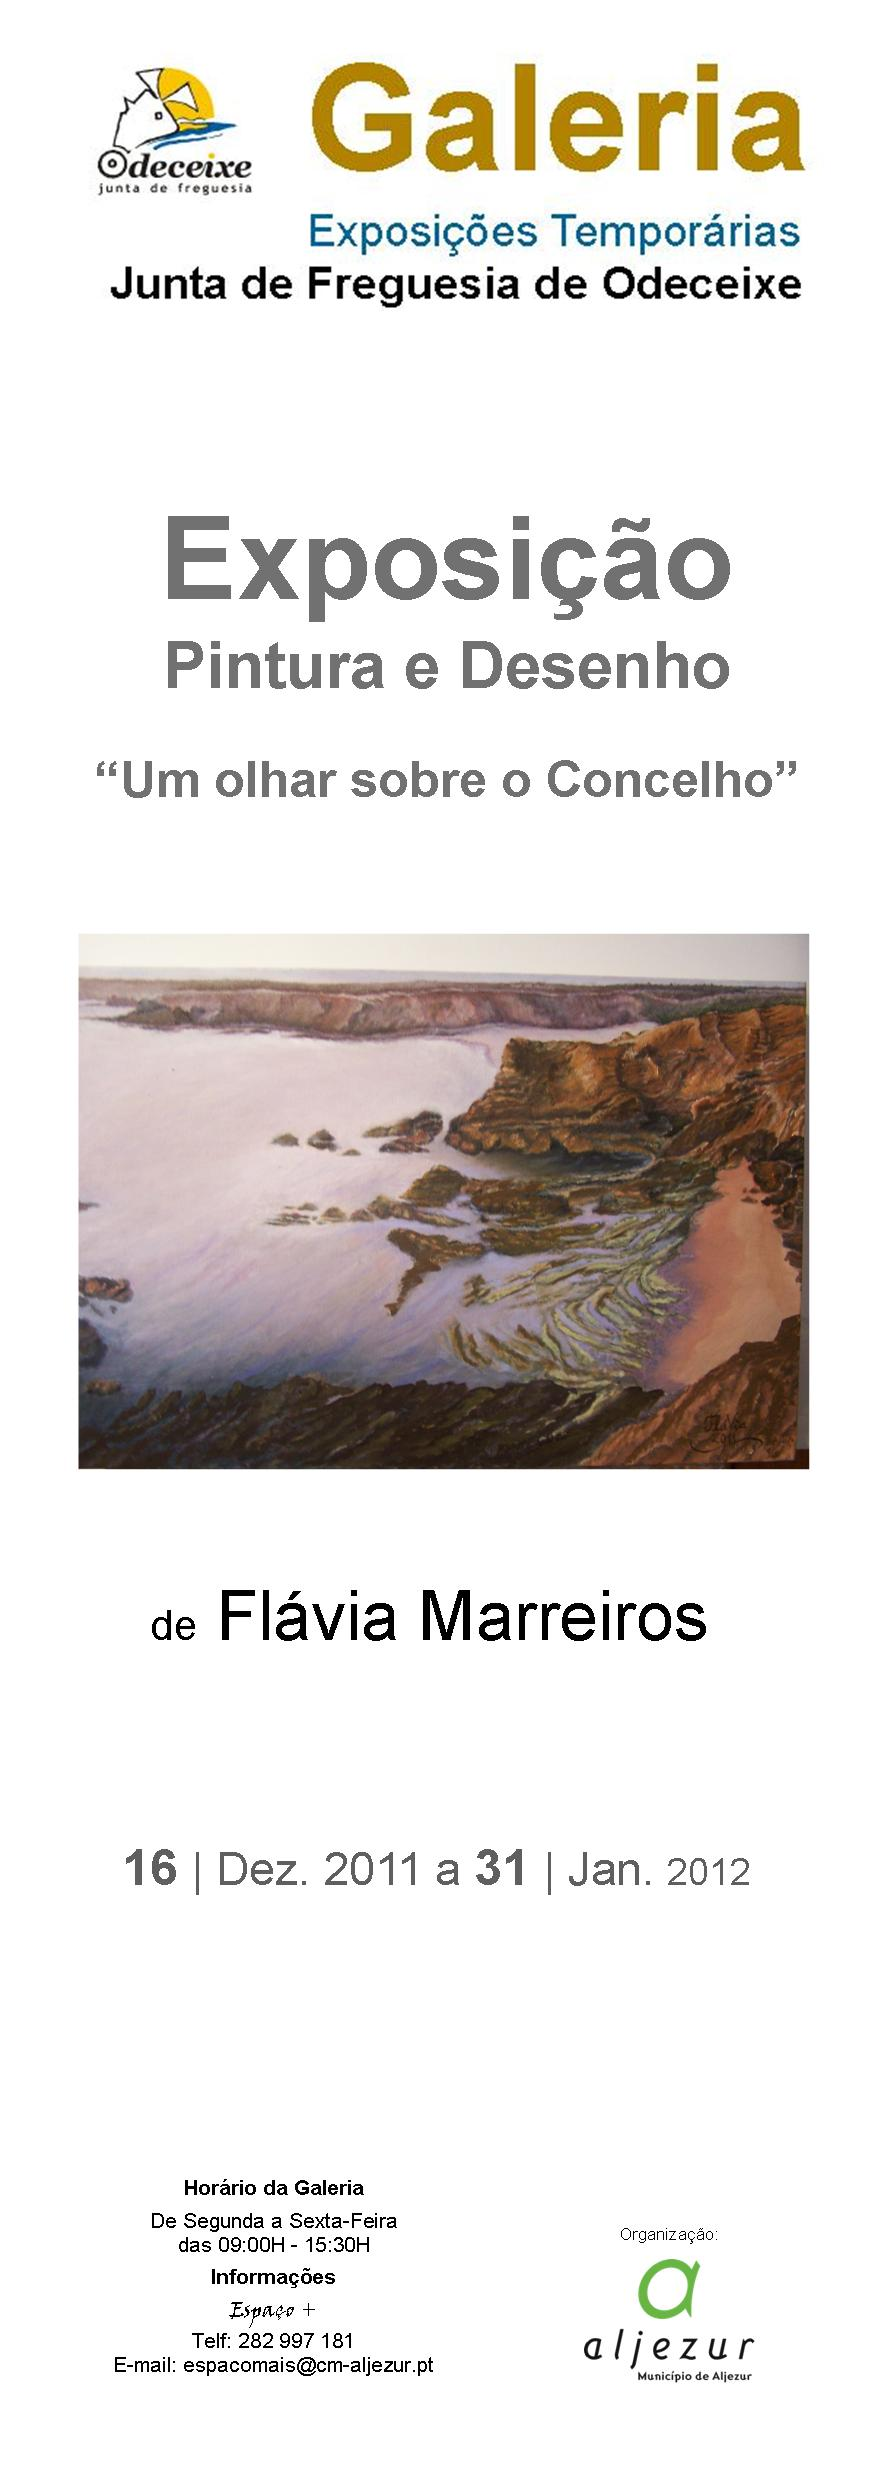 Odeceixe
junta de freguesia
Galeria
Exposições Temporárias
Junta de Freguesia de Odeceixe
Exposição
Pintura e Desenho
“Um olhar sobre o Concelho”
de Flávia Marreiros
16 | Dez. 2011 a 31 | Jan. 2012
Horário da Galeria
De Segunda a Sexta-Feira
das 09:00H - 15:30H
Informações
Espaço +
Telf: 282 997 181
E-mail: espacomais@cm-aljezur.pt
Organização:
aljezur
Município de Aljezur